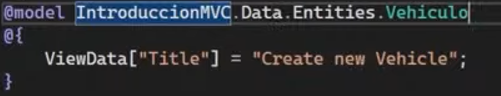 @model IntroduccionMVC.Data.Entities.Vehiculo
@{
ViewData["Title"] = "Create new Vehicle";
}